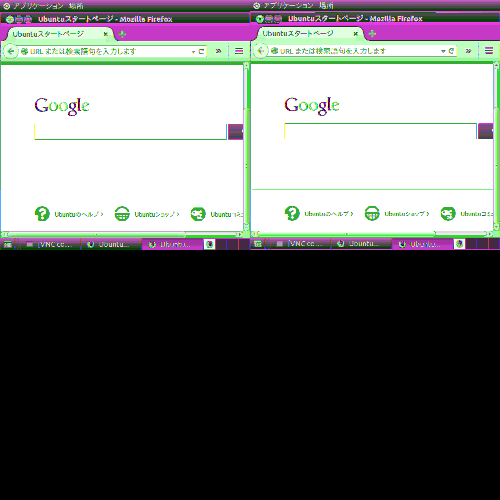 アプリケーション 場所
Ubuntuスタートページ - Mozilla Firefox
Ubuntuスタートページ
URL または検索語句を入力します
Google
Ubuntuのヘルプ
Ubuntuショップ
Ubuntu コミュ
[VNC co...
Ubuntu...
Ubuntu...
アプリケーション 場所
Ubuntuスタートページ - Mozilla Firefox
Ubuntuスタートページ
URL または検索語句を入力します
Google
Ubuntuのヘルプ
Ubuntuショップ
Ubuntuコミ
[VNC co...
Ubuntu...
Ubuntu...